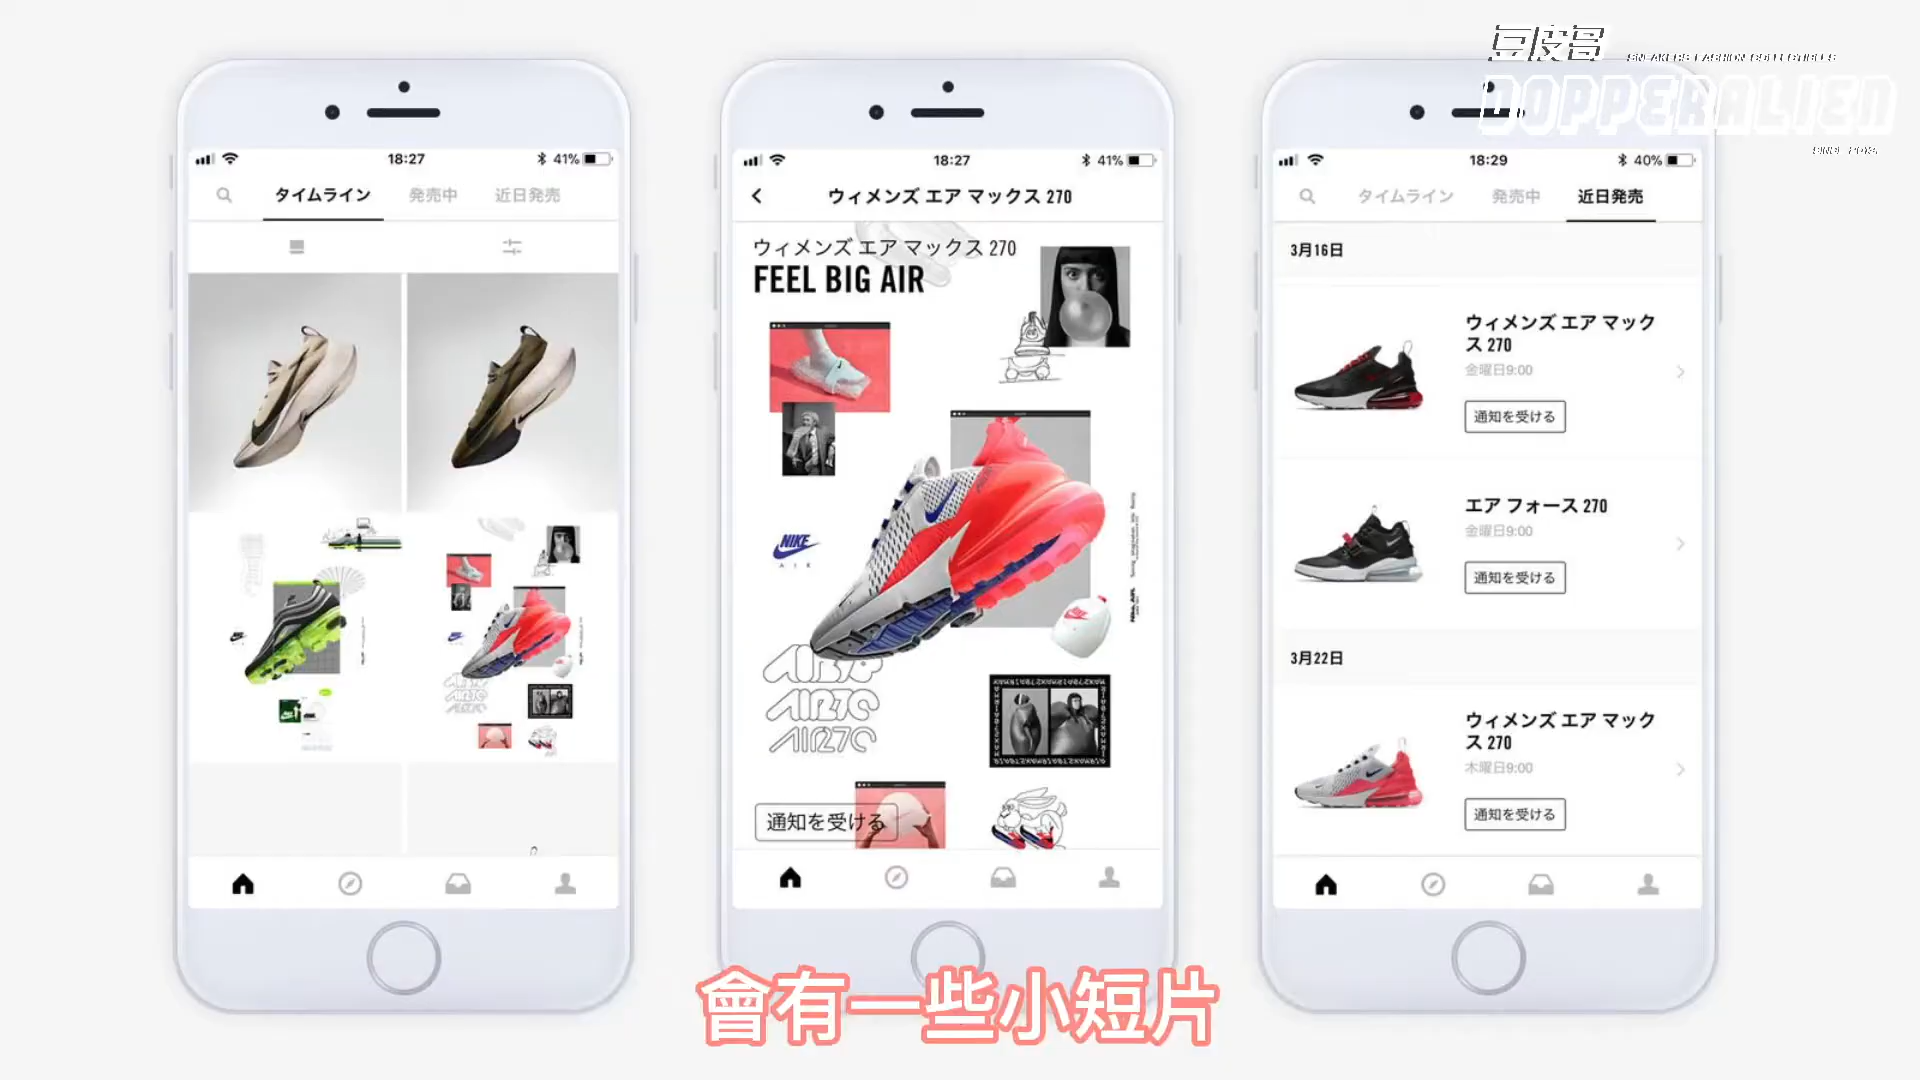 豆皮哥
SNEAKERS FASHION COLLECTIBLES
DOPPERALIEN
18:27
41%
タイムライン
発売中
近日発売
18:27
41%
ウィメンズ エア マックス 270
ウィメンズ エア マックス 270
FEEL BIG AIR
NIKE
AIR
AIR270
AIR270
AIR270
通知を受ける
18:29
40%
タイムライン
発売中
近日発売
3月16日
ウィメンズ エア マック
ス 270
金曜日9:00
通知を受ける
エア フォース 270
金曜日9:00
通知を受ける
3月22日
ウィメンズ エア マック
ス 270
木曜日9:00
通知を受ける
會有一些小短片